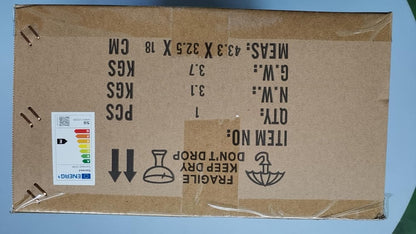 FRAGILE
KEEP DRY
DON'T DROP
ITEM NO:
QTY: 1 PCS
N.W.: 3.1 KGS
G.W.: 3.7 KGS
MEAS: 43.3 X 32.5 X 18 CM
ENERG